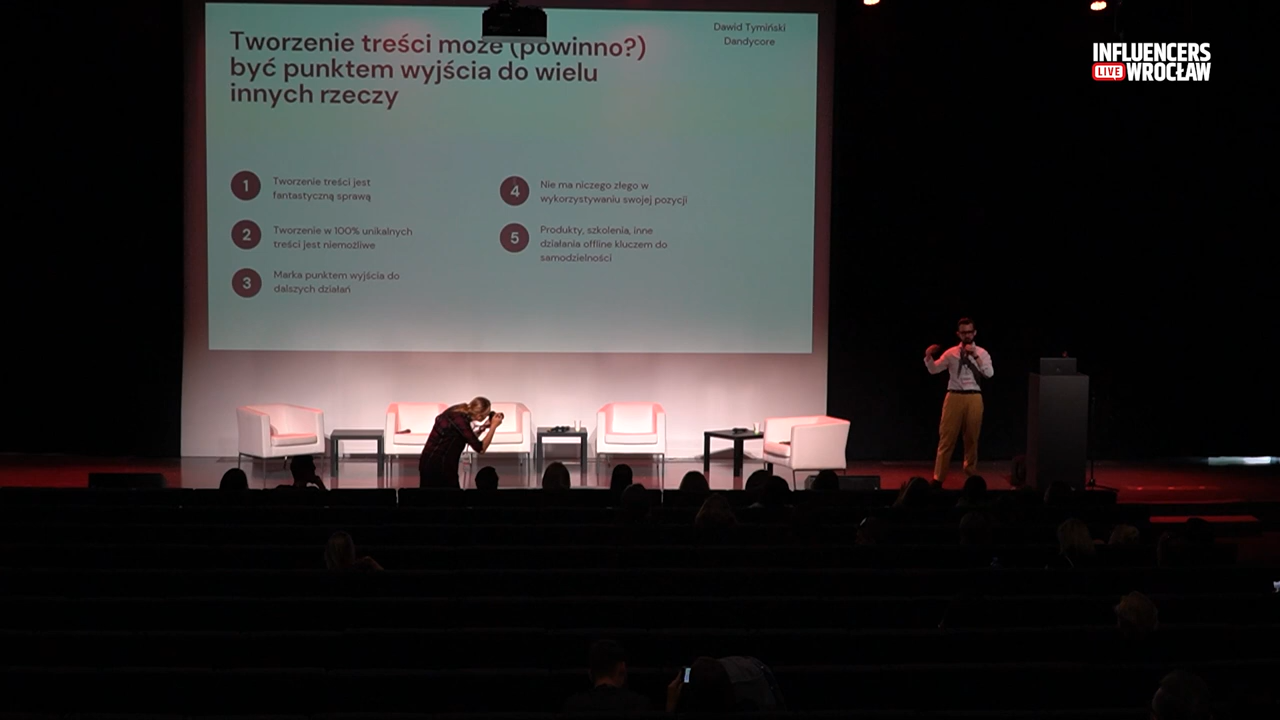 Tworzenie treści może (powinno?)
być punktem wyjścia do wielu
innych rzeczy
Dawid Tymiński
Dandycore
1
Tworzenie treści jest
fantastyczną sprawą
2
Tworzenie w 100% unikalnych
treści jest niemożliwe
3
Marka punktem wyjścia do
dalszych działań
4
Nie ma niczego złego w
wykorzystywaniu swojej pozycji
5
Produkty, szkolenia, inne
działania offline kluczem do
samodzielności
INFLUENCERS
LIVE WROCŁAW